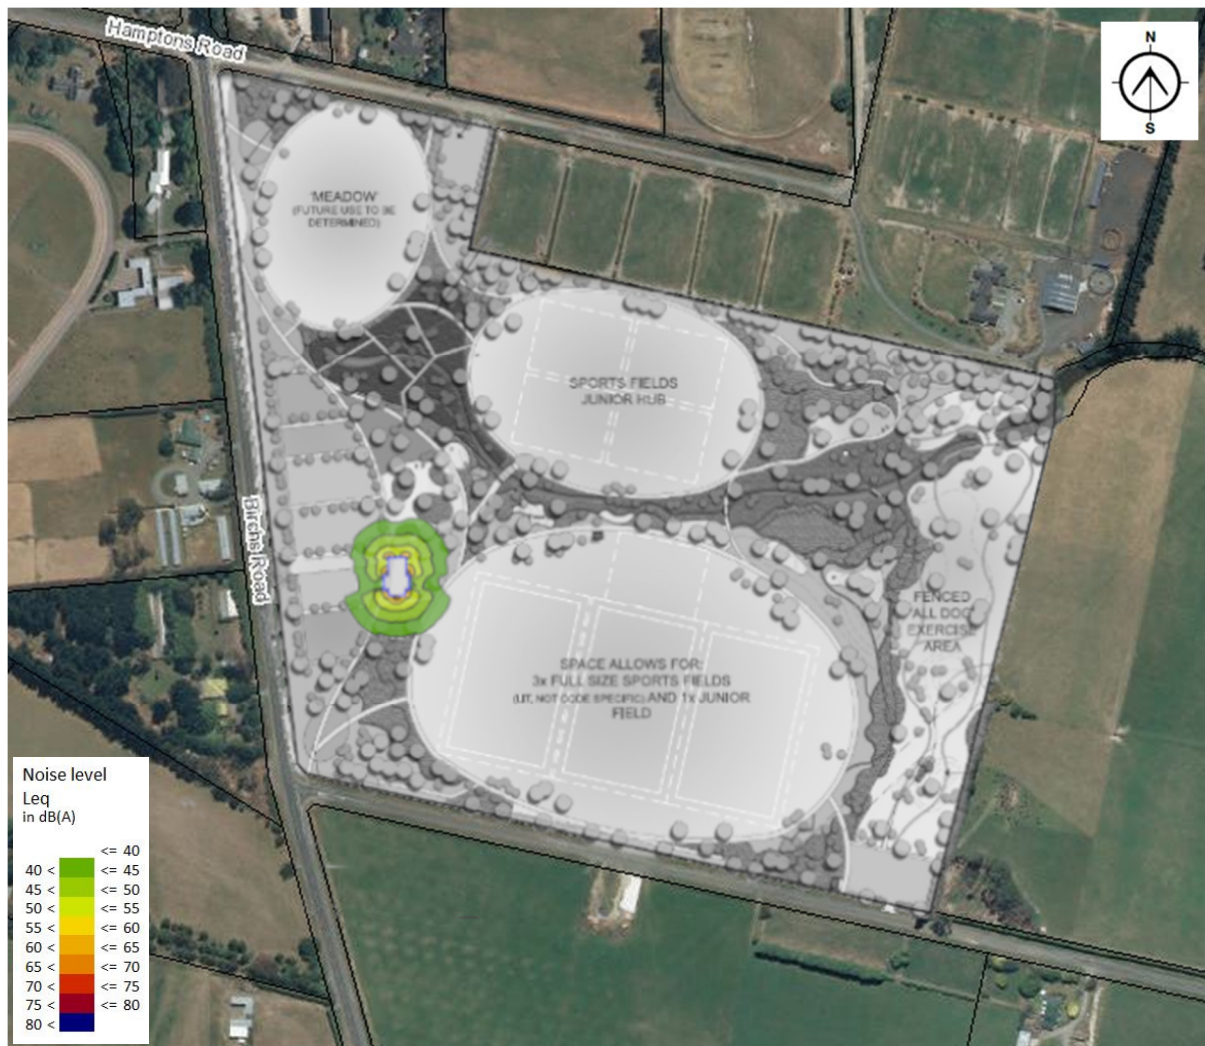 Hamptons Road
N
S
'MEADOW'
(FUTURE USE TO BE
DETERMINED)
SPORTS FIELDS
JUNIOR HUB
Birchs Road
FENCED
'ALL DOG'
EXERCISE
AREA
SPACE ALLOWS FOR:
3x FULL SIZE SPORTS FIELDS
(LIT, NOT CODE SPECIFIC) AND 1x JUNIOR
FIELD
Noise level
Leq
in dB(A)
<= 40
40 < <= 45
45 < <= 50
50 < <= 55
55 < <= 60
60 < <= 65
65 < <= 70
70 < <= 75
75 < <= 80
80 <